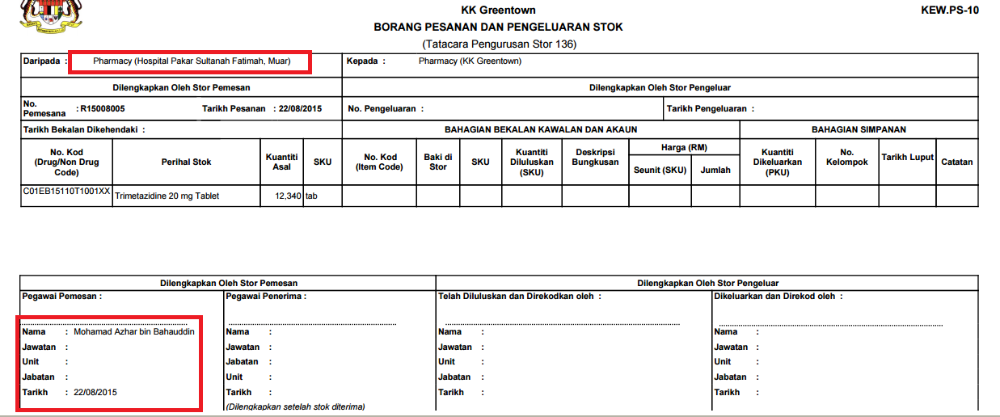 KK Greentown
KEW.PS-10
BORANG PESANAN DAN PENGELUARAN STOK
(Tatacara Pengurusan Stor 136)
Daripada : Pharmacy (Hospital Pakar Sultanah Fatimah, Muar) Kepada : Pharmacy (KK Greentown)
Dilengkapkan Oleh Stor Pemesan Dilengkapkan Oleh Stor Pengeluar
No. Pemesana : R15008005 Tarikh Pesanan : 22/08/2015 No. Pengeluaran : Tarikh Pengeluaran :
Tarikh Bekalan Dikehendaki : BAHAGIAN BEKALAN KAWALAN DAN AKAUN BAHAGIAN SIMPANAN
No. Kod (Drug/Non Drug Code) Perihal Stok Kuantiti Asal SKU No. Kod (Item Code) Baki di Stor SKU Kuantiti Diluluskan (SKU) Deskripsi Bungkusan Harga (RM) Seunit (SKU) Jumlah Kuantiti Dikeluarkan (PKU) No. Kelompok Tarikh Luput Catatan
C01EB15110T1001XX Trimetazidine 20 mg Tablet 12,340 tab
Dilengkapkan Oleh Stor Pemesan Dilengkapkan Oleh Stor Pengeluar
Pegawai Pemesan : Pegawai Penerima : Telah Diluluskan dan Direkodkan oleh : Dikeluarkan dan Direkod oleh :
Nama : Mohamad Azhar bin Bahauddin Nama : Nama : Nama :
Jawatan : Jawatan : Jawatan : Jawatan :
Unit : Jabatan : Unit : Unit :
Jabatan : Unit : Jabatan : Jabatan :
Tarikh : 22/08/2015 Tarikh : Tarikh : Tarikh :
(Dilengkapkan setelah stok diterima)